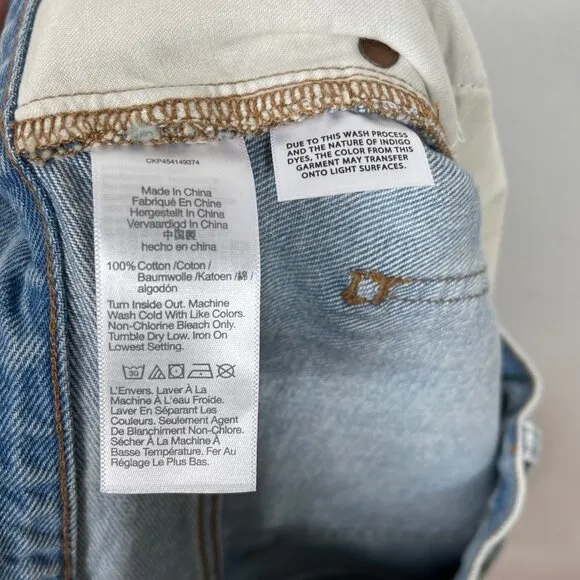 CKP454149374
Made In China
Fabriqué En Chine
Hergestellt In China
Vervaardigd In China
中国製
hecho en china
100% Cotton /Coton/
Baumwolle /Katoen /綿 /
algodón
Turn Inside Out. Machine
Wash Cold With Like Colors.
Non-Chlorine Bleach Only.
Tumble Dry Low. Iron On
Lowest Setting.
30
L'Envers. Laver À La
Machine À L'eau Froide.
Laver En Séparant Les
Couleurs. Seulement Agent
De Blanchiment Non-Chlore.
Sécher À La Machine À
Basse Température. Fer Au
Réglage Le Plus Bas.
DUE TO THIS WASH PROCESS
AND THE NATURE OF INDIGO
DYES, THE COLOR FROM THIS
GARMENT MAY TRANSFER
ONTO LIGHT SURFACES.